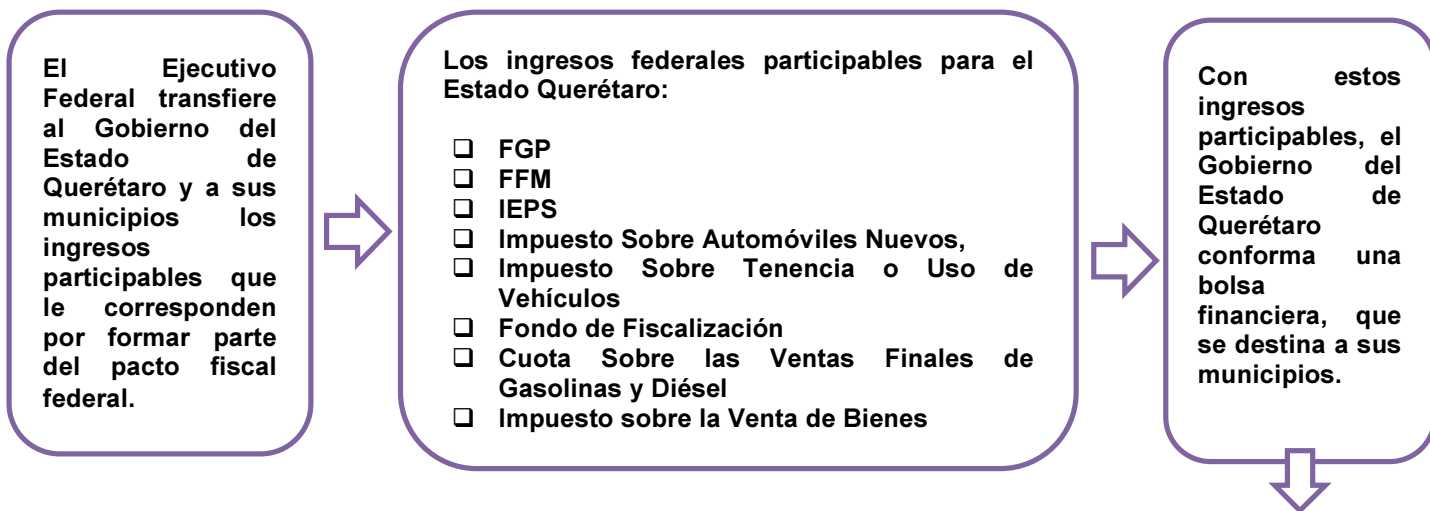 El Ejecutivo
Federal transfiere
al Gobierno del
Estado de
Querétaro y a sus
municipios los
ingresos
participables que
le corresponden
por formar parte
del pacto fiscal
federal.
Los ingresos federales participables para el
Estado Querétaro:
❑ FGP
❑ FFM
❑ IEPS
❑ Impuesto Sobre Automóviles Nuevos,
❑ Impuesto Sobre Tenencia o Uso de
Vehículos
❑ Fondo de Fiscalización
❑ Cuota Sobre las Ventas Finales de
Gasolinas y Diésel
❑ Impuesto sobre la Venta de Bienes
Con estos
ingresos
participables, el
Gobierno del
Estado de
Querétaro
conforma una
bolsa
financiera, que
se destina a sus
municipios.